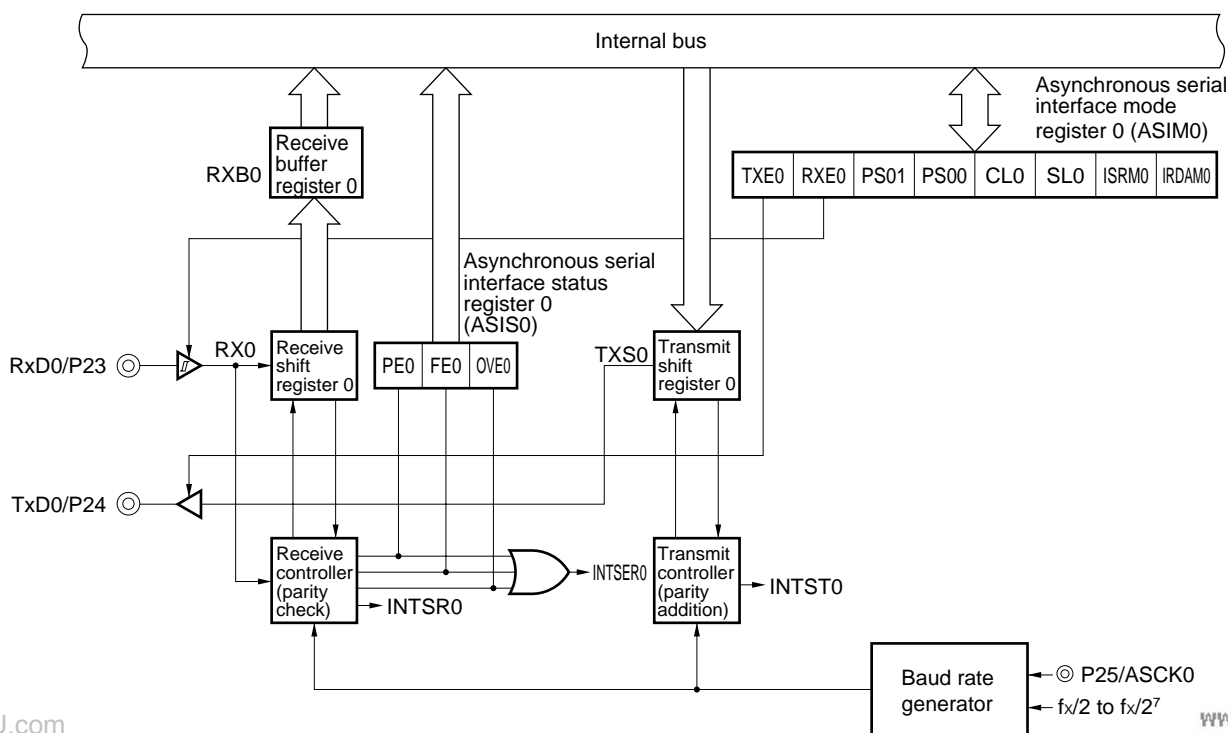 Internal bus
Asynchronous serial
interface mode
register 0 (ASIM0)
Receive
buffer
register 0
RXB0
TXE0 RXE0 PS01 PS00 CL0 SL0 ISRM0 IRDAM0
Asynchronous serial
interface status
register 0
(ASIS0)
RxD0/P23
RX0
Receive
shift
register 0
PE0 FE0 OVE0
TXS0
Transmit
shift
register 0
TxD0/P24
Receive
controller
(parity
check)
INTSER0
INTSR0
Transmit
controller
(parity
addition)
INTST0
Baud rate
generator
P25/ASCK0
fX/2 to fX/2⁷
J.com